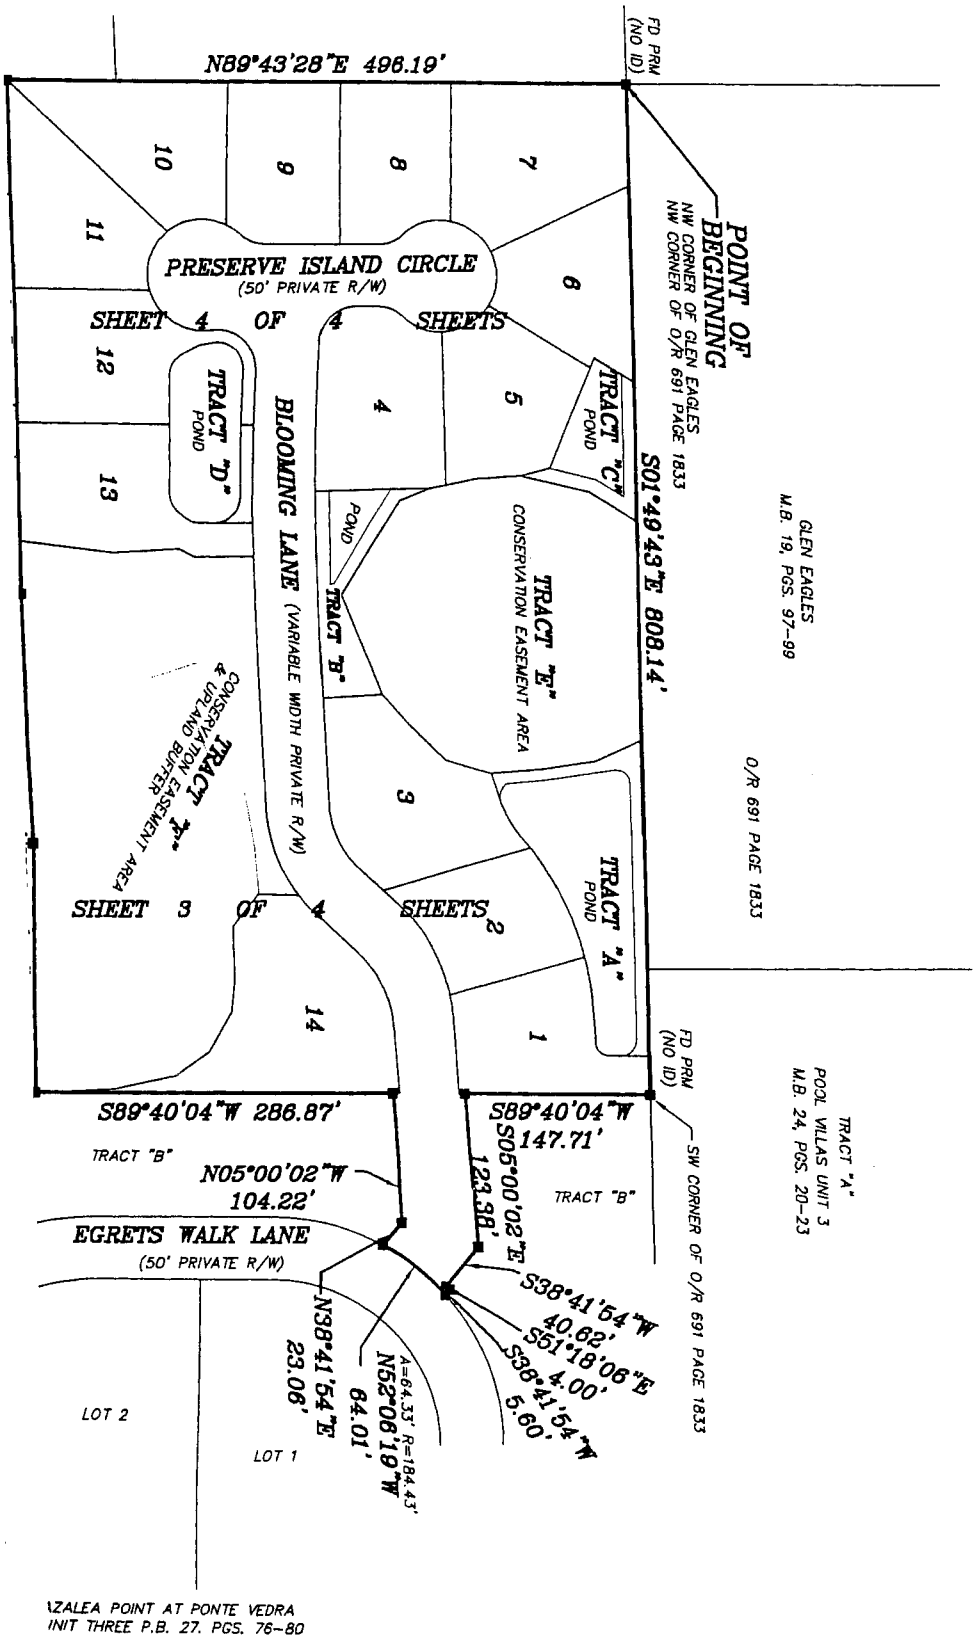 FD PRM
(NO ID)
N89°43'28"E 496.19'
POINT OF
BEGINNING
NW CORNER OF GLEN EAGLES
NW CORNER OF O/R 691 PAGE 1833
10
9
8
7
11
6
PRESERVE ISLAND CIRCLE
(50' PRIVATE R/W)
SHEET 4 OF 4 SHEETS
12
TRACT "D"
POND
4
5
TRACT "C"
POND
13
BLOOMING LANE (VARIABLE WIDTH PRIVATE R/W)
POND
TRACT "B"
TRACT "E"
CONSERVATION EASEMENT AREA
S01°49'43"E 808.14'
GLEN EAGLES
M.B. 19, PGS. 97-99
O/R 691 PAGE 1833
TRACT "F"
CONSERVATION EASEMENT AREA
& UPLAND BUFFER
3
TRACT "A"
POND
SHEET 3 OF 4 SHEETS
2
14
1
FD PRM
(NO ID)
SW CORNER OF O/R 691 PAGE 1833
TRACT "A"
POOL VILLAS UNIT 3
M.B. 24, PGS. 20-23
S89°40'04"W 286.87'
S89°40'04"W
147.71'
TRACT "B"
N05°00'02"W
104.22'
S05°00'02"E
123.38'
TRACT "B"
EGRETS WALK LANE
(50' PRIVATE R/W)
S38°41'54"W
40.62'
S51°18'06"E
4.00'
S38°41'54"W
5.60'
N38°41'54"E
23.06'
A=64.33' R=184.43'
N52°06'19"W
64.01'
LOT 2
LOT 1
ZALEA POINT AT PONTE VEDRA
NIT THREE P.B. 27. PGS. 76-80